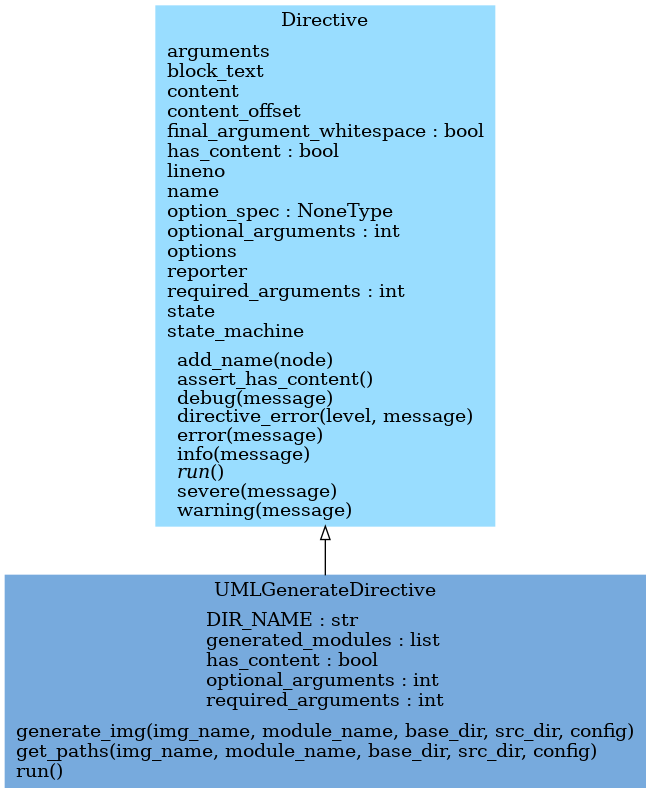 Directive
arguments
block_text
content
content_offset
final_argument_whitespace : bool
has_content : bool
lineno
name
option_spec : NoneType
optional_arguments : int
options
reporter
required_arguments : int
state
state_machine
add_name(node)
assert_has_content()
debug(message)
directive_error(level, message)
error(message)
info(message)
run()
severe(message)
warning(message)
UMLGenerateDirective
DIR_NAME : str
generated_modules : list
has_content : bool
optional_arguments : int
required_arguments : int
generate_img(img_name, module_name, base_dir, src_dir, config)
get_paths(img_name, module_name, base_dir, src_dir, config)
run()